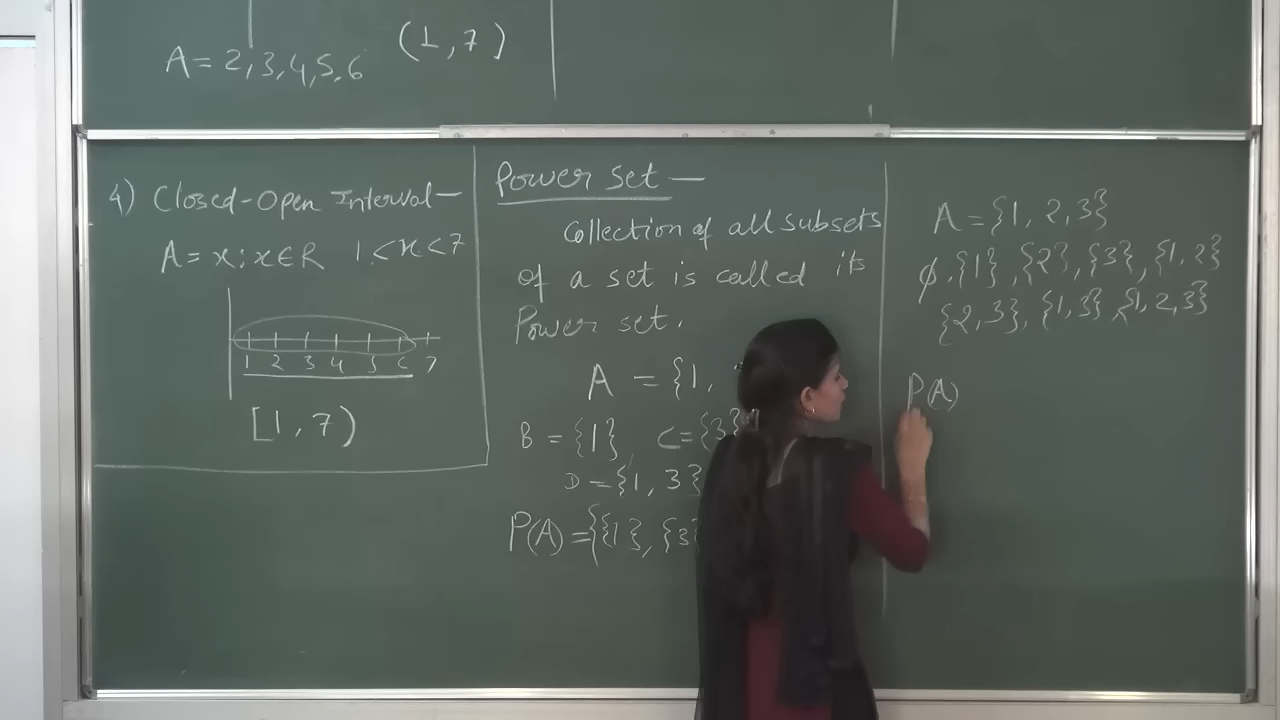 A = 2,3,4,5,6 (1,7)
4) Closed-Open Interval—
A = x : x ∈ R 1 < x < 7
1 2 3 4 5 6 7
[1, 7)
Power Set —
Collection of all subsets
of a set is called its
Power set.
A = {1,
B = {1}, C = {3}
D = {1, 3}
P(A) = {{1}, {3}
A = {1, 2, 3}
φ, {1}, {2}, {3}, {1, 2}
{2, 3}, {1, 3}, {1, 2, 3}
P(A)